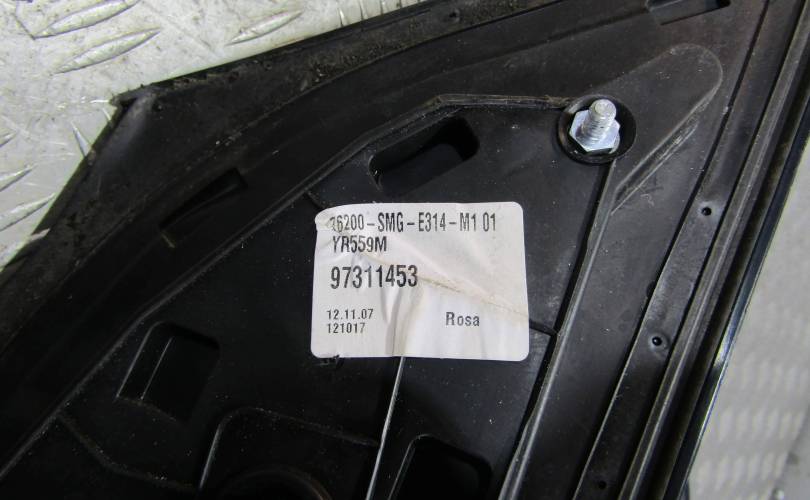 76200-SMG-E314-M1 01
YR559M
97311453
12.11.07
121017
Rosa